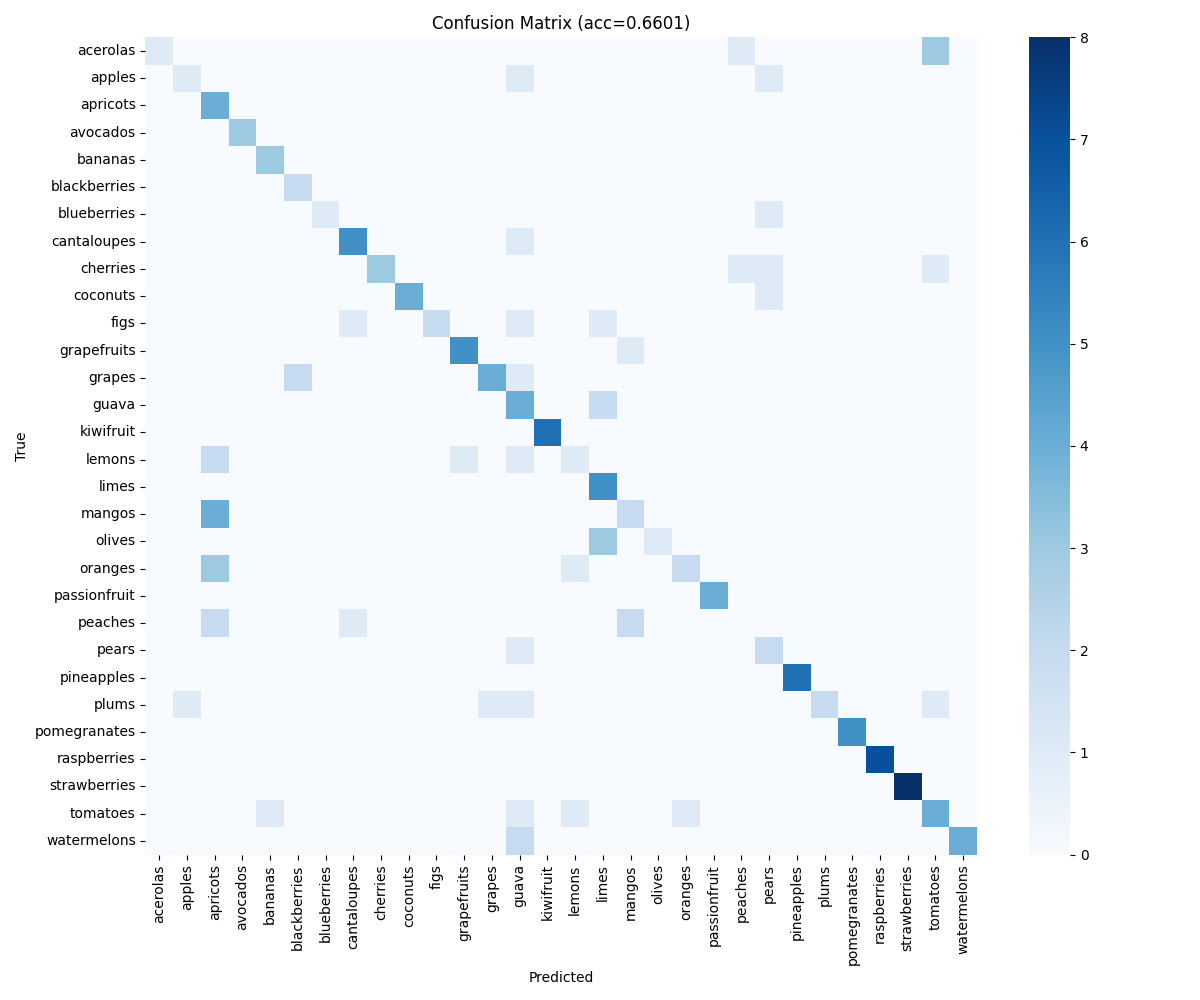 Confusion Matrix (acc=0.6601)
acerolas
apples
apricots
avocados
bananas
blackberries
blueberries
cantaloupes
cherries
coconuts
figs
grapefruits
grapes
guava
kiwifruit
lemons
limes
mangos
olives
oranges
passionfruit
peaches
pears
pineapples
plums
pomegranates
raspberries
strawberries
tomatoes
watermelons
True
acerolas
apples
apricots
avocados
bananas
blackberries
blueberries
cantaloupes
cherries
coconuts
figs
grapefruits
grapes
guava
kiwifruit
lemons
limes
mangos
olives
oranges
passionfruit
peaches
pears
pineapples
plums
pomegranates
raspberries
strawberries
tomatoes
watermelons
Predicted
8
7
6
5
4
3
2
1
0